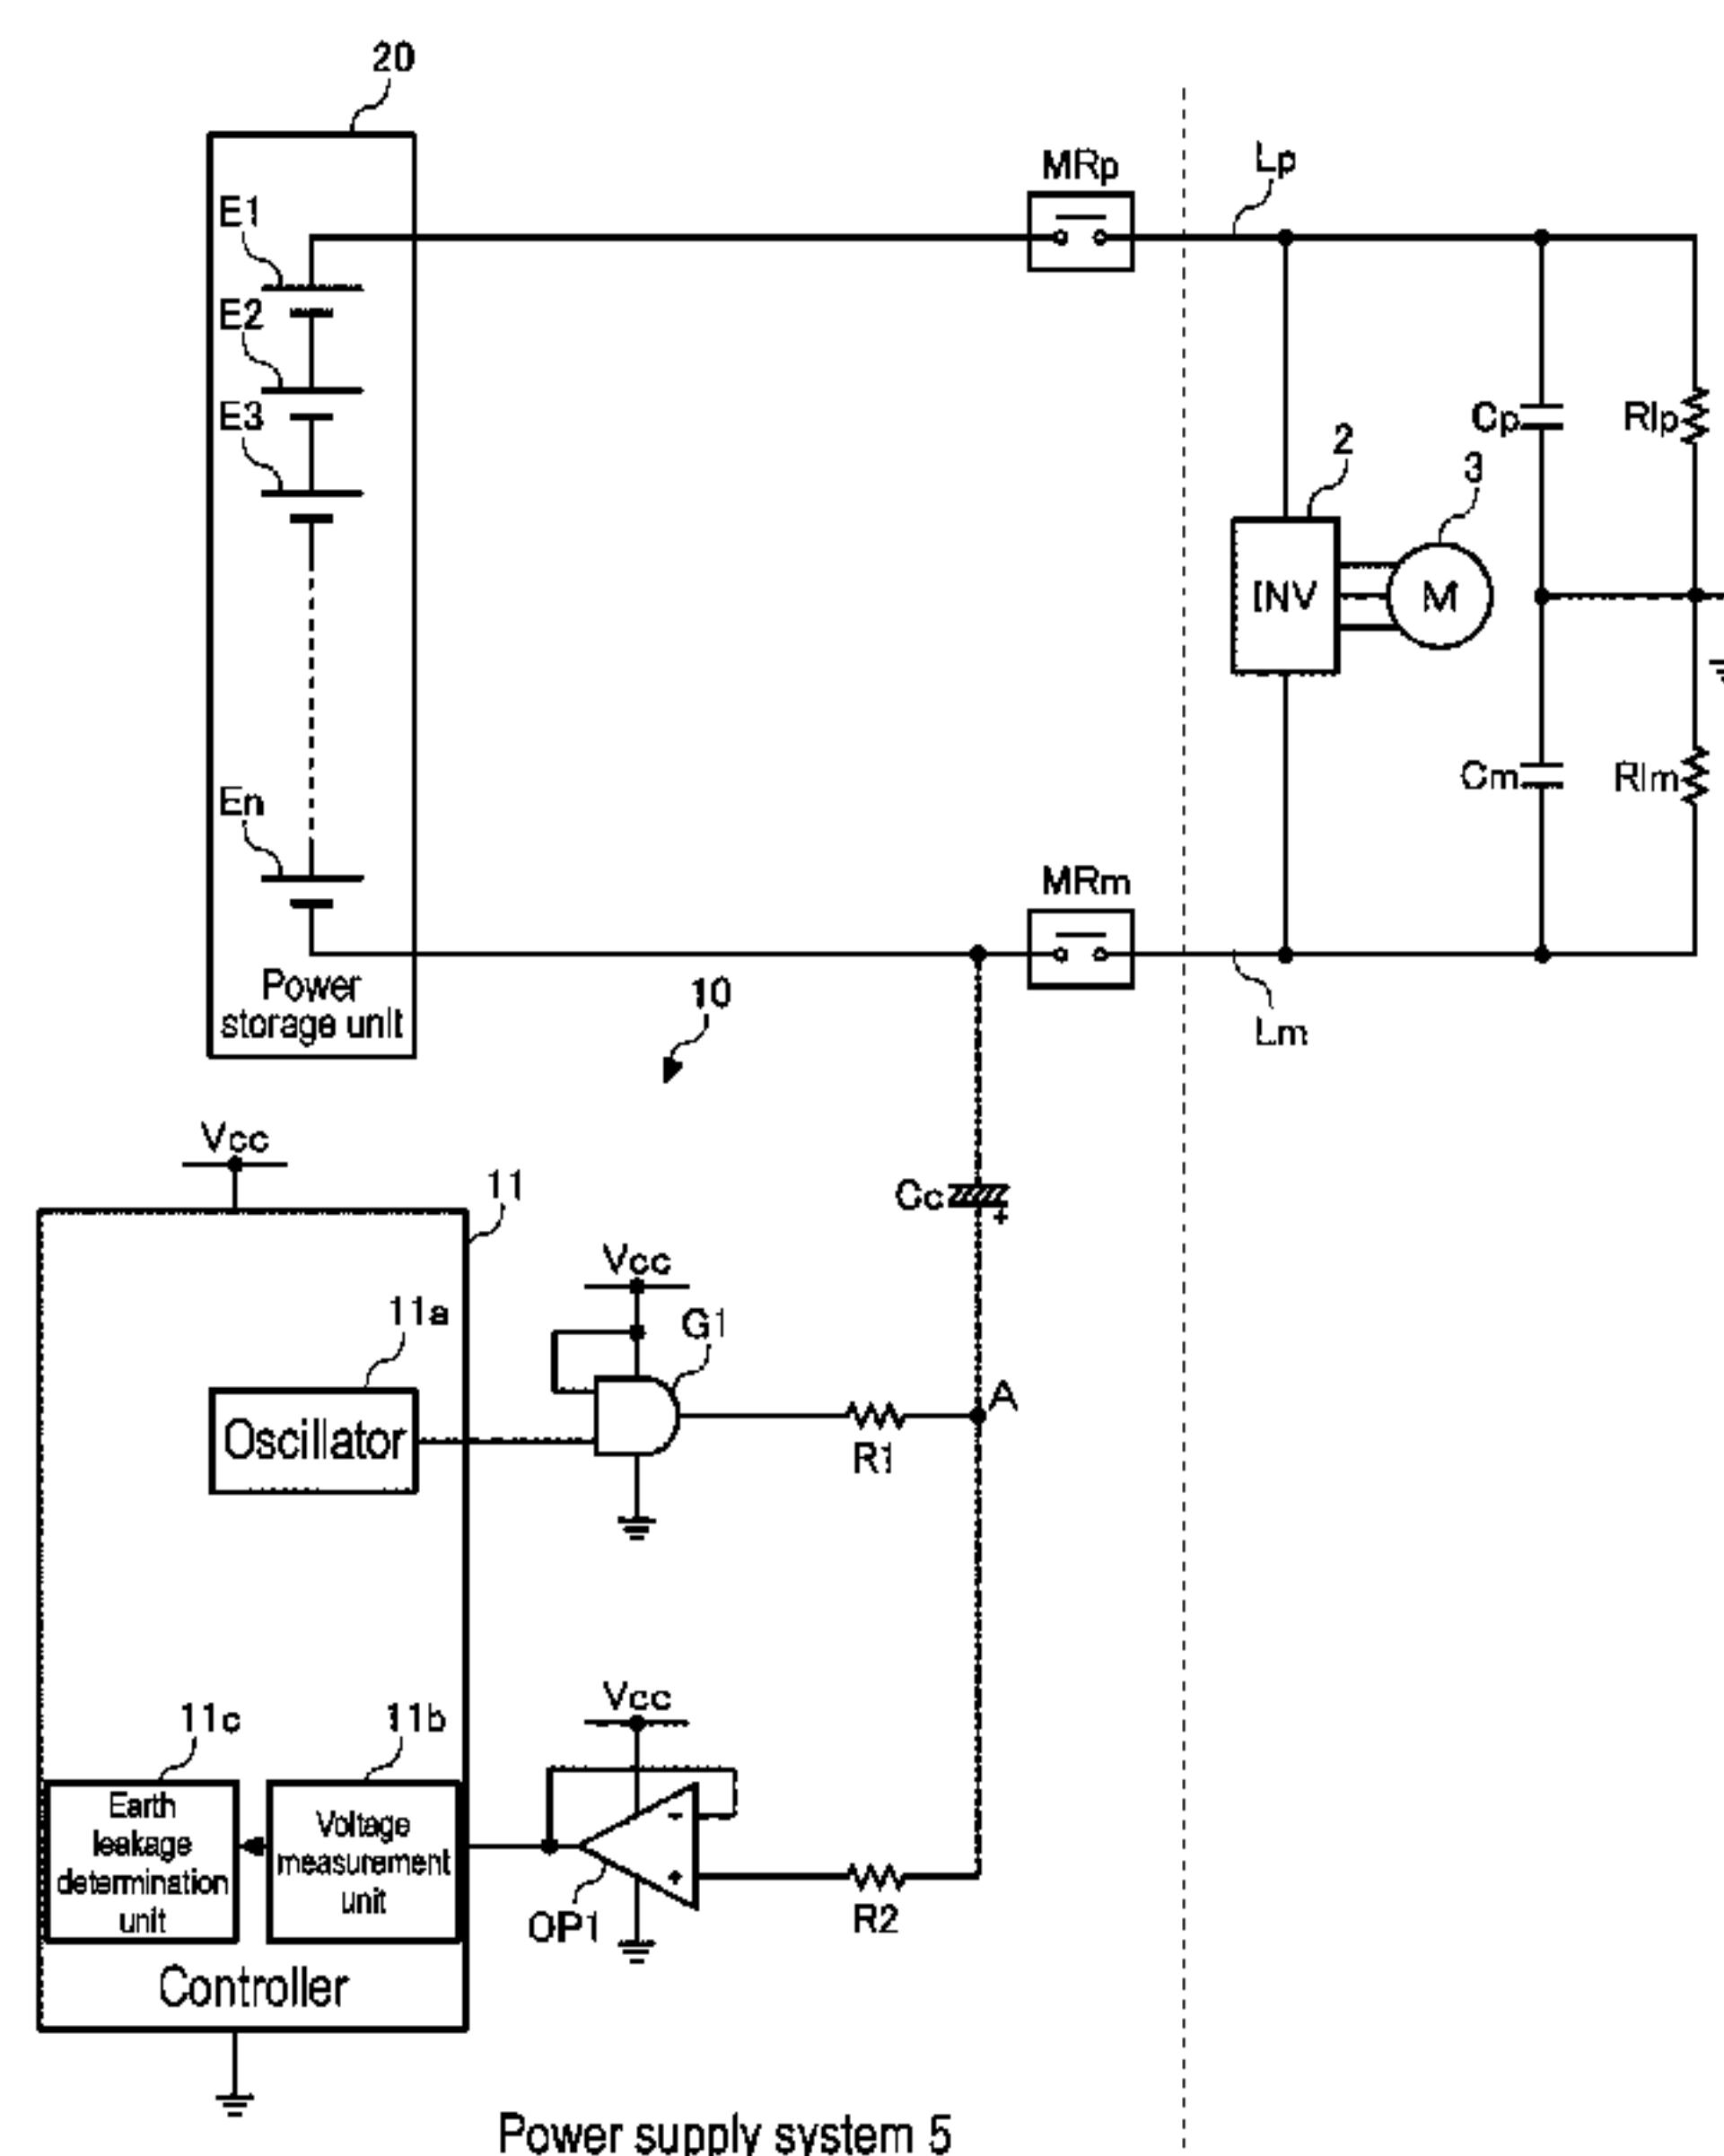 20
MRp
Lp
E1
E2
E3
Cp
RIp
2
3
INV
M
Cm
RIm
En
MRm
Power
storage unit
10
Lm
Vcc
11
Cc
+
Vcc
11a
G1
A
Oscillator
R1
Vcc
11c
11b
Earth
leakage
determination
unit
Voltage
measurement
unit
-
+
OP1
R2
Controller
Power supply system 5